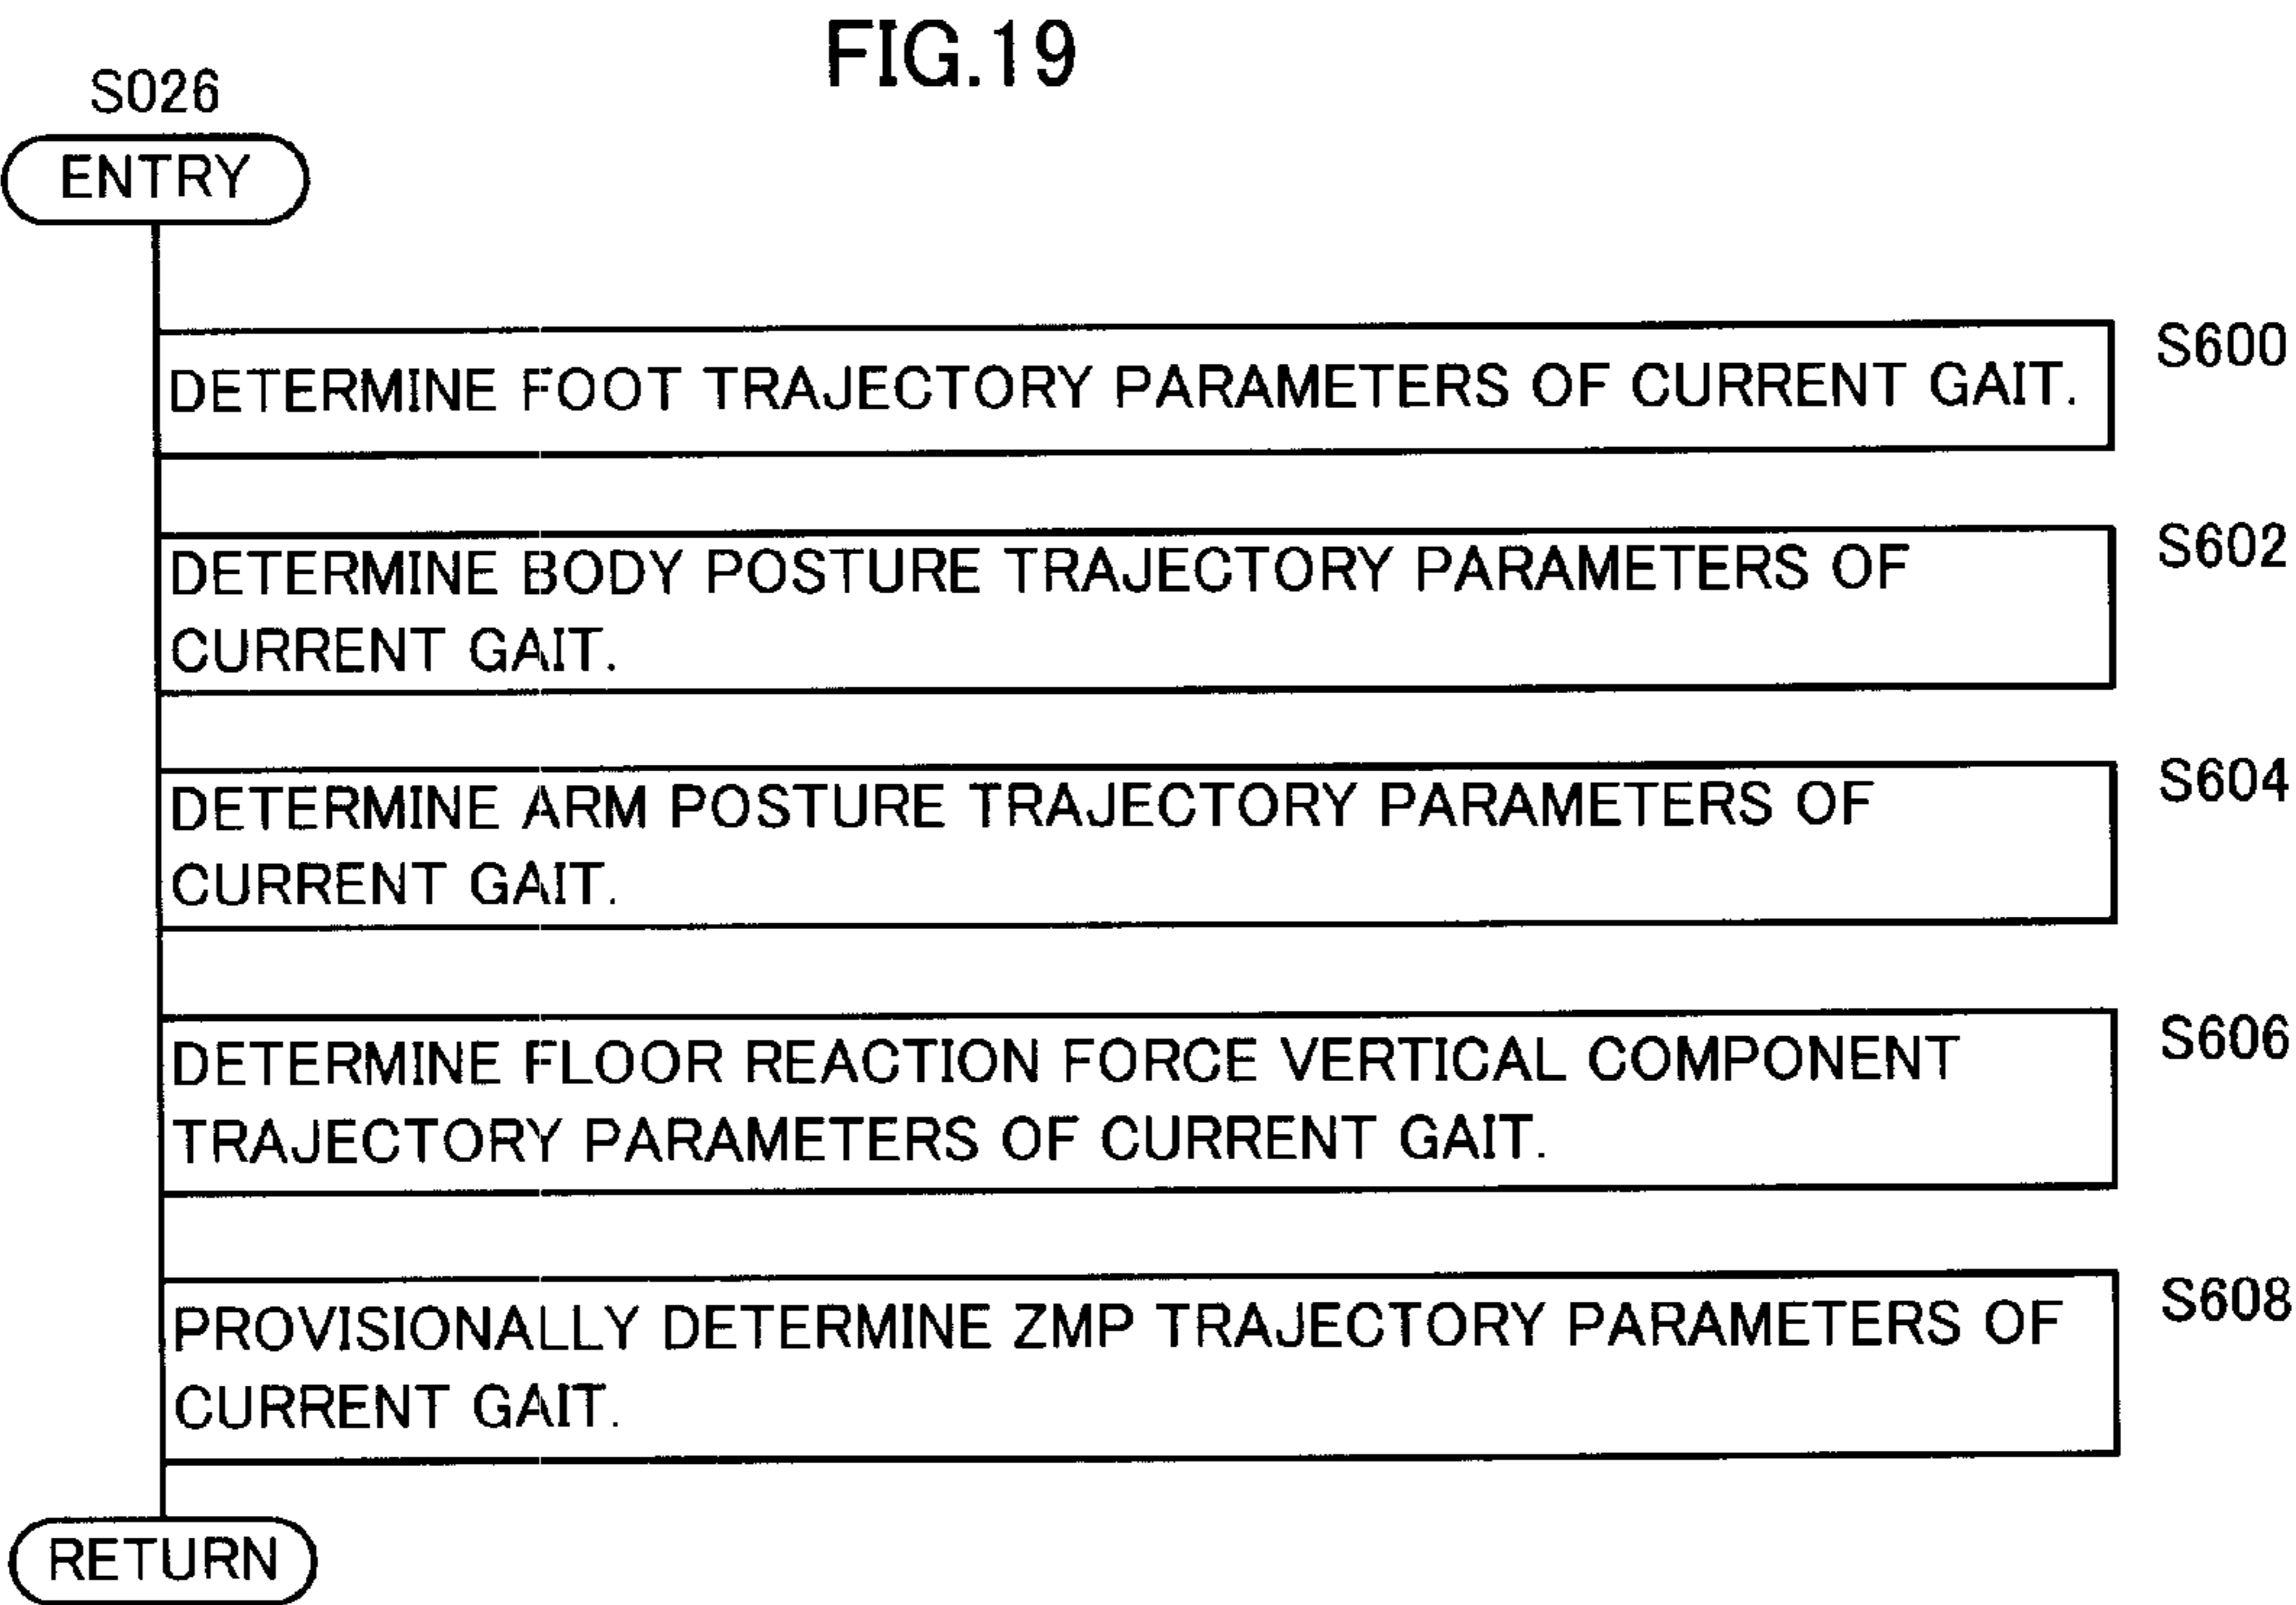 FIG.19
S026
ENTRY
DETERMINE FOOT TRAJECTORY PARAMETERS OF CURRENT GAIT.
S600
DETERMINE BODY POSTURE TRAJECTORY PARAMETERS OF
CURRENT GAIT.
S602
DETERMINE ARM POSTURE TRAJECTORY PARAMETERS OF
CURRENT GAIT.
S604
DETERMINE FLOOR REACTION FORCE VERTICAL COMPONENT
TRAJECTORY PARAMETERS OF CURRENT GAIT.
S606
PROVISIONALLY DETERMINE ZMP TRAJECTORY PARAMETERS OF
CURRENT GAIT.
S608
RETURN